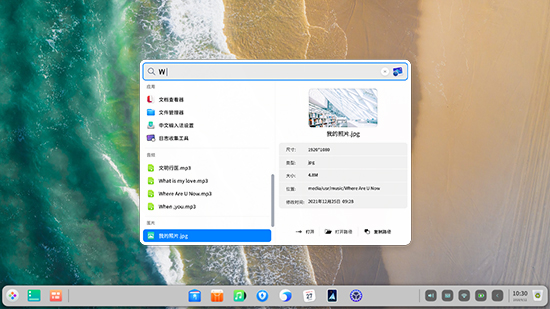 W
应用
文档查看器
文件管理器
中文输入法设置
日志收集工具
音频
文明行医.mp3
What is my love.mp3
Where Are U Now.mp3
When ,you.mp3
图片
我的照片.jpg
我的照片.jpg
尺寸: 1920*1080
类型: jpg
大小: 4.8M
位置: media/usr/music/Where Are U Now
修改时间: 2021年12月25日 09:28
打开
打开路径
复制路径
10:30